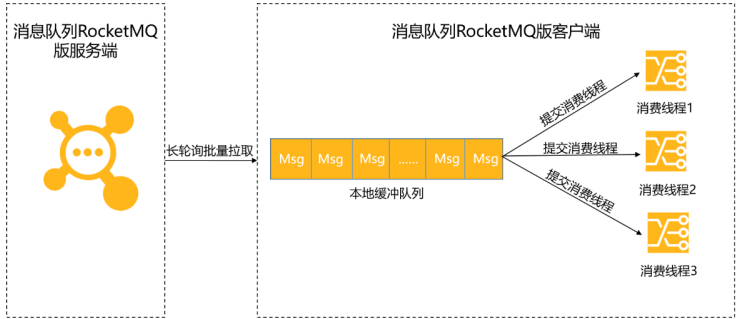 消息队列RocketMQ
版服务端
消息队列RocketMQ版客户端
长轮询批量拉取
Msg
Msg
Msg
......
Msg
Msg
本地缓冲队列
提交消费线程
消费线程1
提交消费线程
消费线程2
提交消费线程
消费线程3